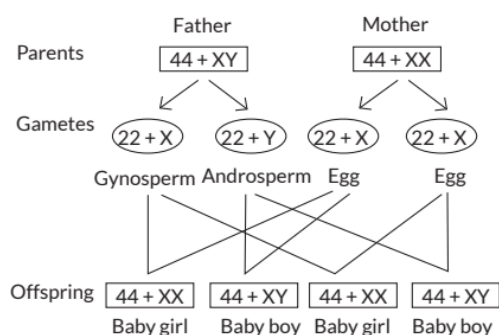 Father Mother
Parents 44 + XY 44 + XX
Gametes 22 + X 22 + Y 22 + X 22 + X
Gynosperm Androsperm Egg Egg
Offspring 44 + XX 44 + XY 44 + XX 44 + XY
Baby girl Baby boy Baby girl Baby boy